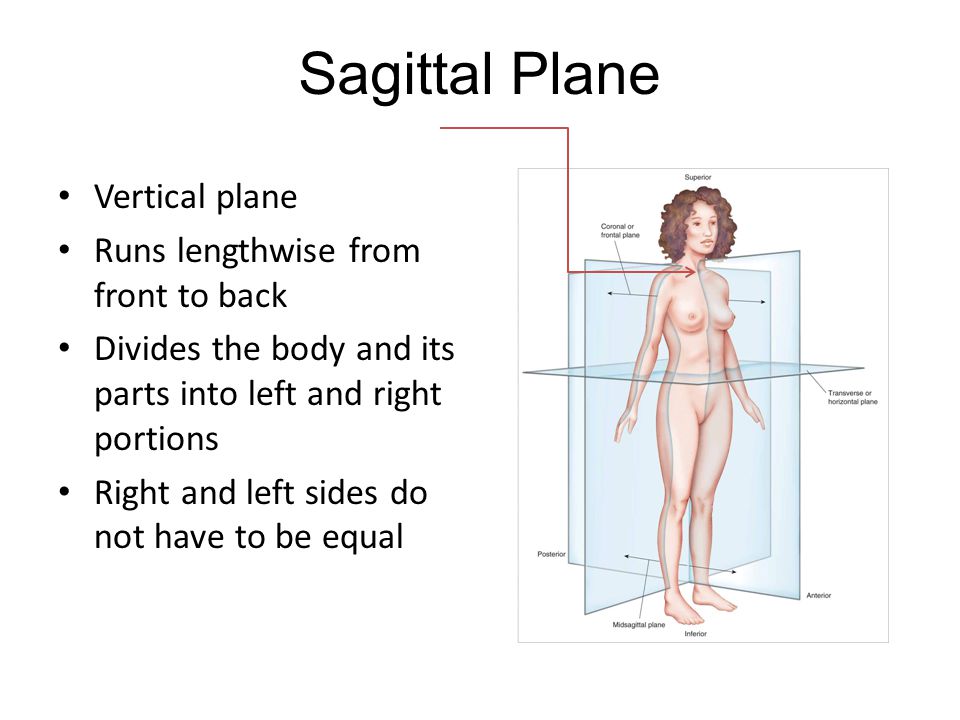 Sagittal Plane
• Vertical plane
• Runs lengthwise from
front to back
• Divides the body and its
parts into left and right
portions
• Right and left sides do
not have to be equal
Superior
Coronal or
frontal plane
Transverse or
horizontal plane
Posterior
Anterior
Midsagittal plane
Inferior